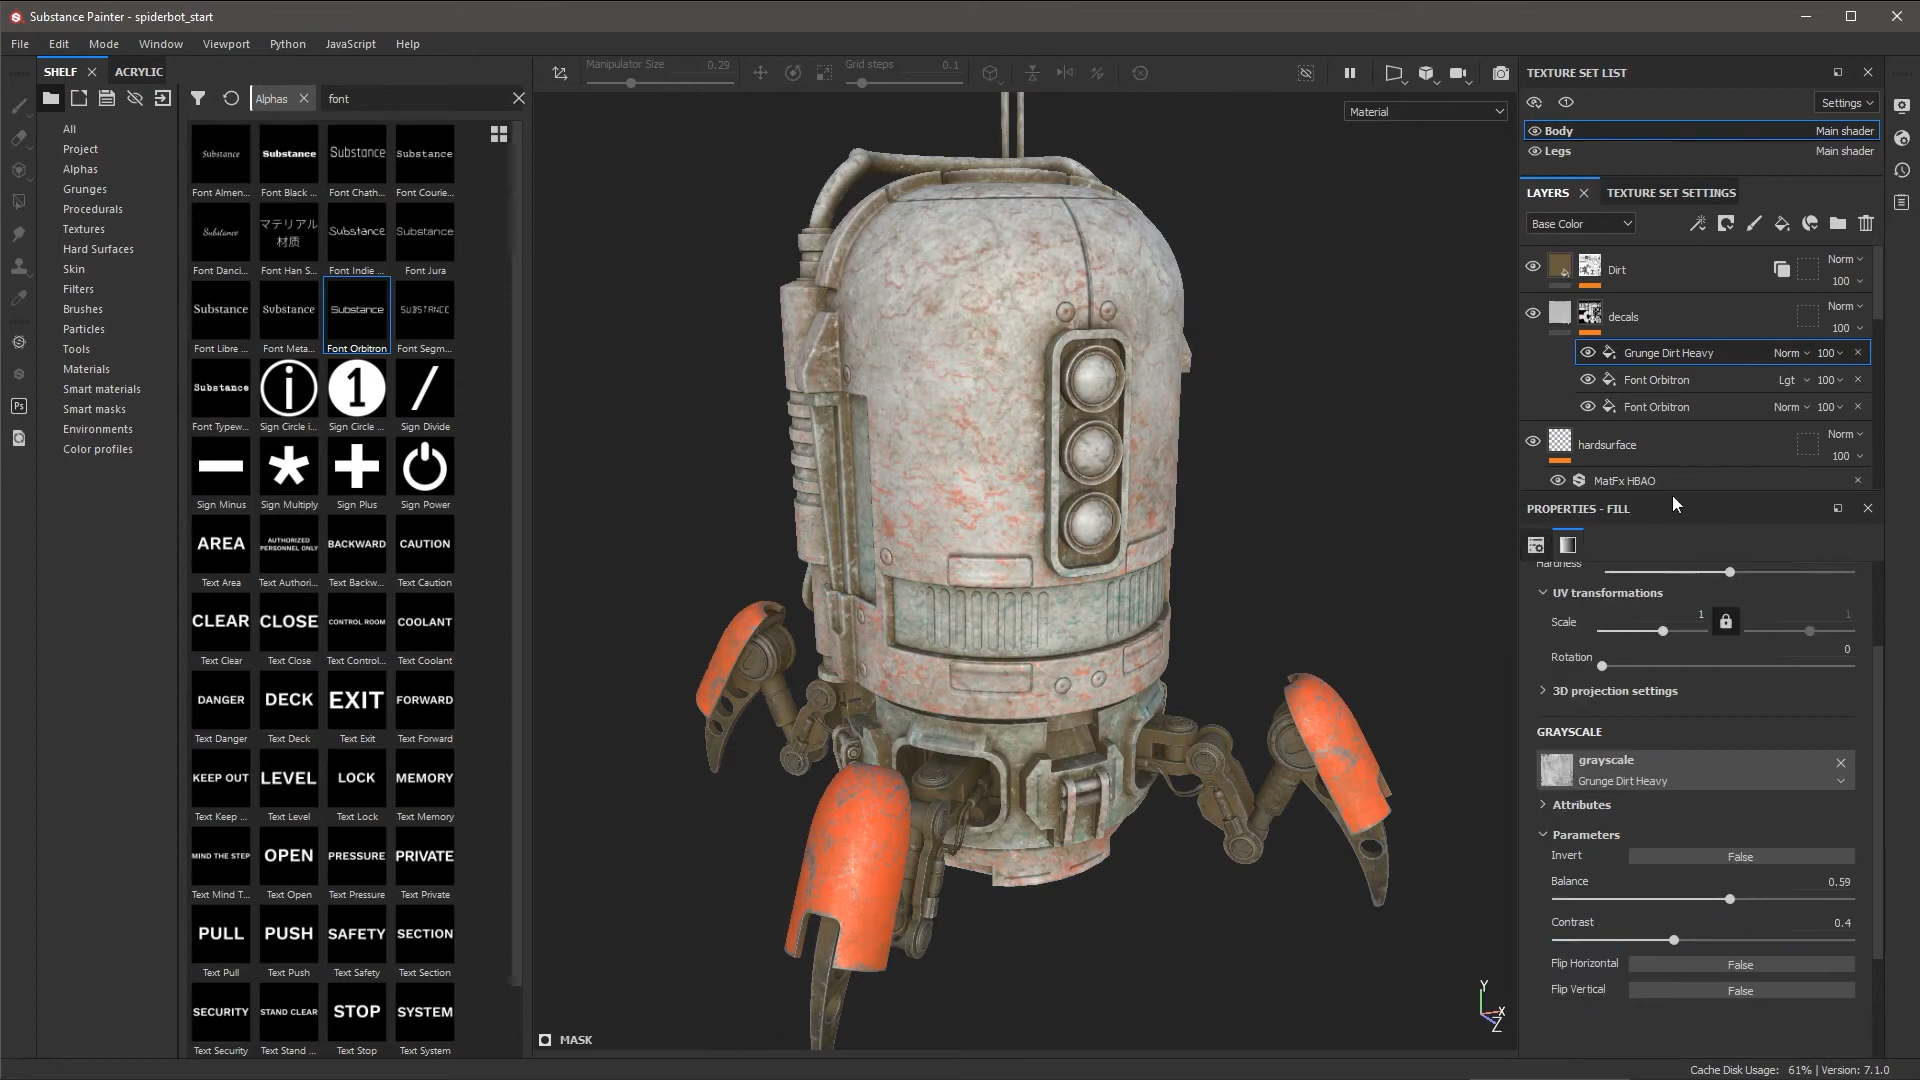 Substance Painter - spiderbot_start
File Edit Mode Window Viewport Python JavaScript Help
SHELF ACRYLIC
Alphas font
All
Project
Alphas
Grunges
Procedurals
Textures
Hard Surfaces
Skin
Filters
Brushes
Particles
Tools
Materials
Smart materials
Smart masks
Environments
Color profiles
Substance Substance Substance Substance
Font Almen... Font Black ... Font Chath... Font Courie...
Substance マテリアル 材质 Substance Substance
Font Danci... Font Han S... Font Indie ... Font Jura
Substance Substance Substance SUBSTANCE
Font Libre ... Font Meta... Font Orbitron Font Segm...
Substance i 1 /
Font Typew... Sign Circle i... Sign Circle ... Sign Divide
Sign Minus Sign Multiply Sign Plus Sign Power
AREA AUTHORIZED PERSONNEL ONLY BACKWARD CAUTION
Text Area Text Authori... Text Backw... Text Caution
CLEAR CLOSE CONTROL ROOM COOLANT
Text Clear Text Close Text Control... Text Coolant
DANGER DECK EXIT FORWARD
Text Danger Text Deck Text Exit Text Forward
KEEP OUT LEVEL LOCK MEMORY
Text Keep ... Text Level Text Lock Text Memory
MIND THE STEP OPEN PRESSURE PRIVATE
Text Mind T... Text Open Text Pressure Text Private
PULL PUSH SAFETY SECTION
Text Pull Text Push Text Safety Text Section
SECURITY STAND CLEAR STOP SYSTEM
Text Security Text Stand ... Text Stop Text System
Manipulator Size 0.29
Grid steps 0.1
Material
Y
X
Z
MASK
TEXTURE SET LIST
Settings
Body Main shader
Legs Main shader
LAYERS TEXTURE SET SETTINGS
Base Color
Dirt Norm
100
decals Norm
100
Grunge Dirt Heavy Norm 100
Font Orbitron Lgt 100
Font Orbitron Norm 100
hardsurface Norm
100
MatFx HBAO
PROPERTIES - FILL
Hardness
UV transformations
Scale 1 1
Rotation 0
3D projection settings
GRAYSCALE
grayscale
Grunge Dirt Heavy
Attributes
Parameters
Invert False
Balance 0.59
Contrast 0.4
Flip Horizontal False
Flip Vertical False
Ps
Cache Disk Usage: 61% | Version: 7.1.0